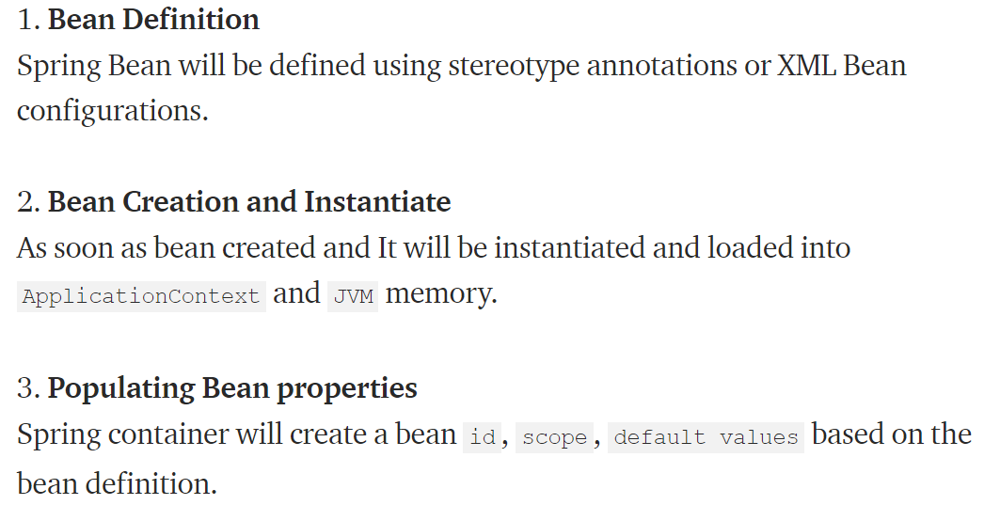 1. Bean Definition
Spring Bean will be defined using stereotype annotations or XML Bean
configurations.
2. Bean Creation and Instantiate
As soon as bean created and It will be instantiated and loaded into
ApplicationContext and JVM memory.
3. Populating Bean properties
Spring container will create a bean id, scope, default values based on the
bean definition.